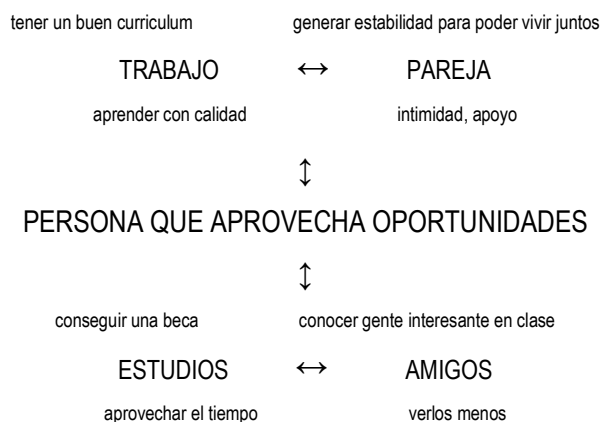 tener un buen curriculum generar estabilidad para poder vivir juntos
TRABAJO ↔ PAREJA
aprender con calidad intimidad, apoyo
↕
PERSONA QUE APROVECHA OPORTUNIDADES
↕
conseguir una beca conocer gente interesante en clase
ESTUDIOS ↔ AMIGOS
aprovechar el tiempo verlos menos